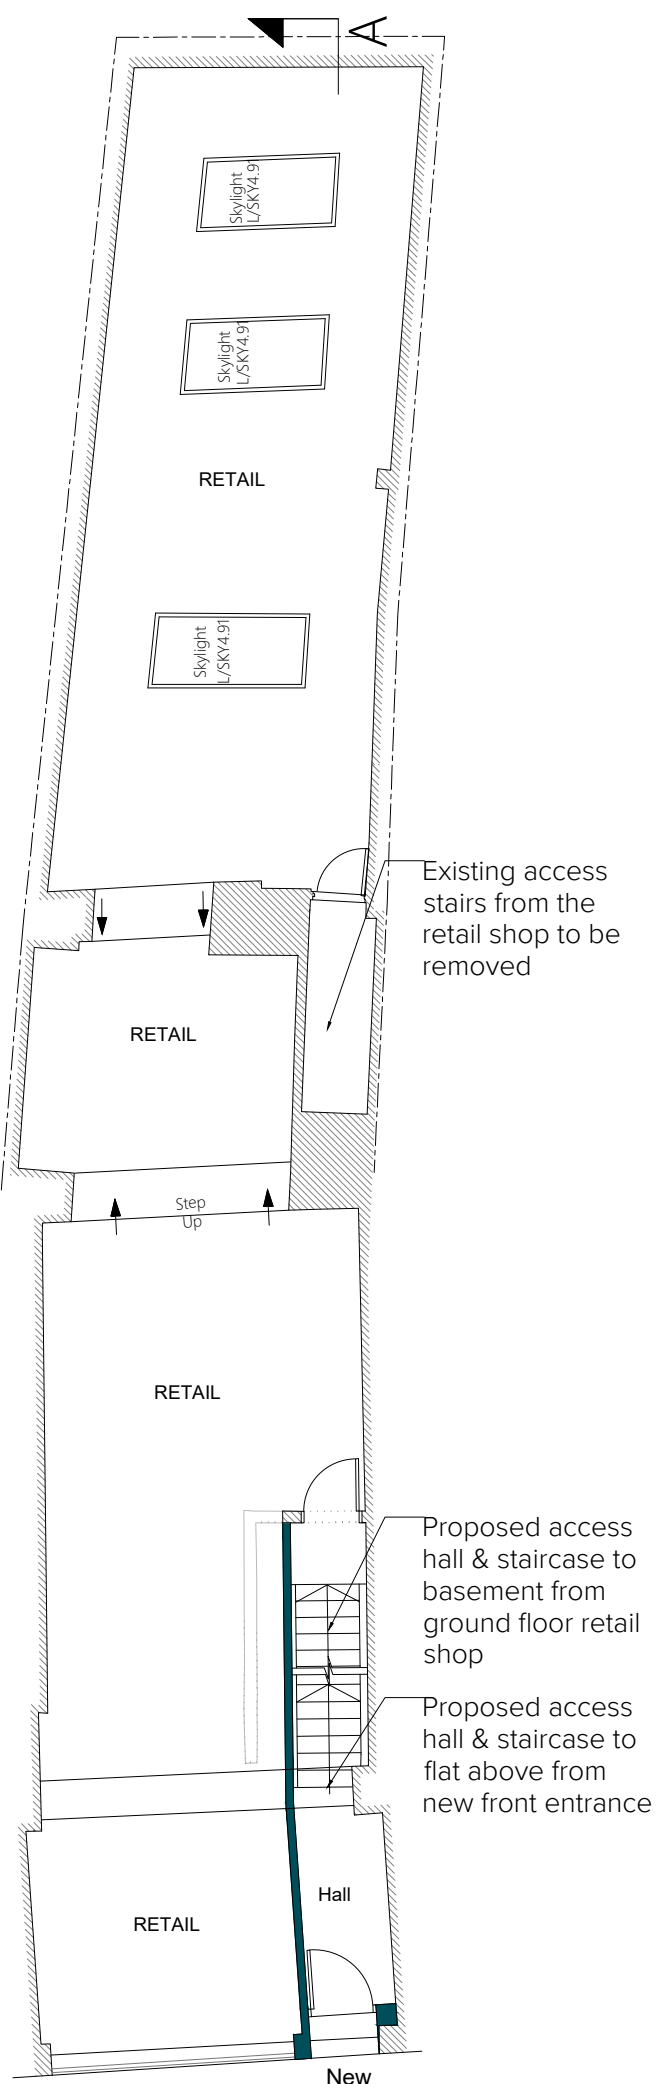 A
Skylight
L/SKY4.91
Skylight
L/SKY4.91
RETAIL
Skylight
L/SKY4.91
Existing access
stairs from the
retail shop to be
removed
RETAIL
Step
Up
RETAIL
Proposed access
hall & staircase to
basement from
ground floor retail
shop
Proposed access
hall & staircase to
flat above from
new front entrance
Hall
RETAIL
New